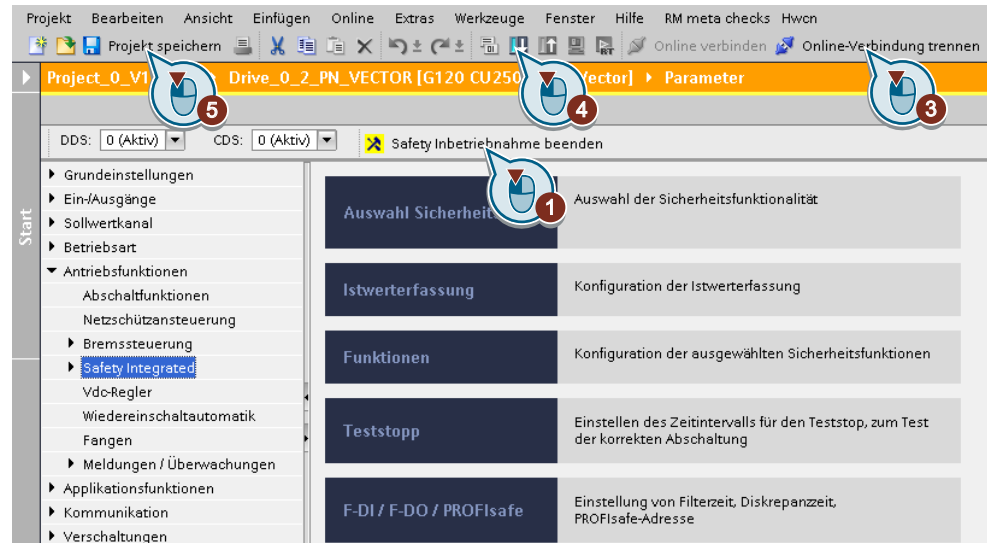 Projekt Bearbeiten Ansicht Einfügen Online Extras Werkzeuge Fenster Hilfe RM meta checks Hwcn
Projekt speichern Online verbinden Online-Verbindung trennen
Project_0_V1 Drive_0_2_PN_VECTOR [G120 CU250 Vector] Parameter
5
4
3
DDS: 0 (Aktiv) CDS: 0 (Aktiv) Safety Inbetriebnahme beenden
1
Start
Grundeinstellungen
Ein-/Ausgänge
Sollwertkanal
Betriebsart
Antriebsfunktionen
Abschaltfunktionen
Netzschützansteuerung
Bremssteuerung
Safety Integrated
Vdc-Regler
Wiedereinschaltautomatik
Fangen
Meldungen / Überwachungen
Applikationsfunktionen
Kommunikation
Verschaltungen
Auswahl Sicherheits
Auswahl der Sicherheitsfunktionalität
Istwerterfassung
Konfiguration der Istwerterfassung
Funktionen
Konfiguration der ausgewählten Sicherheitsfunktionen
Teststopp
Einstellen des Zeitintervalls für den Teststop, zum Test
der korrekten Abschaltung
F-DI / F-DO / PROFIsafe
Einstellung von Filterzeit, Diskrepanzzeit,
PROFIsafe-Adresse